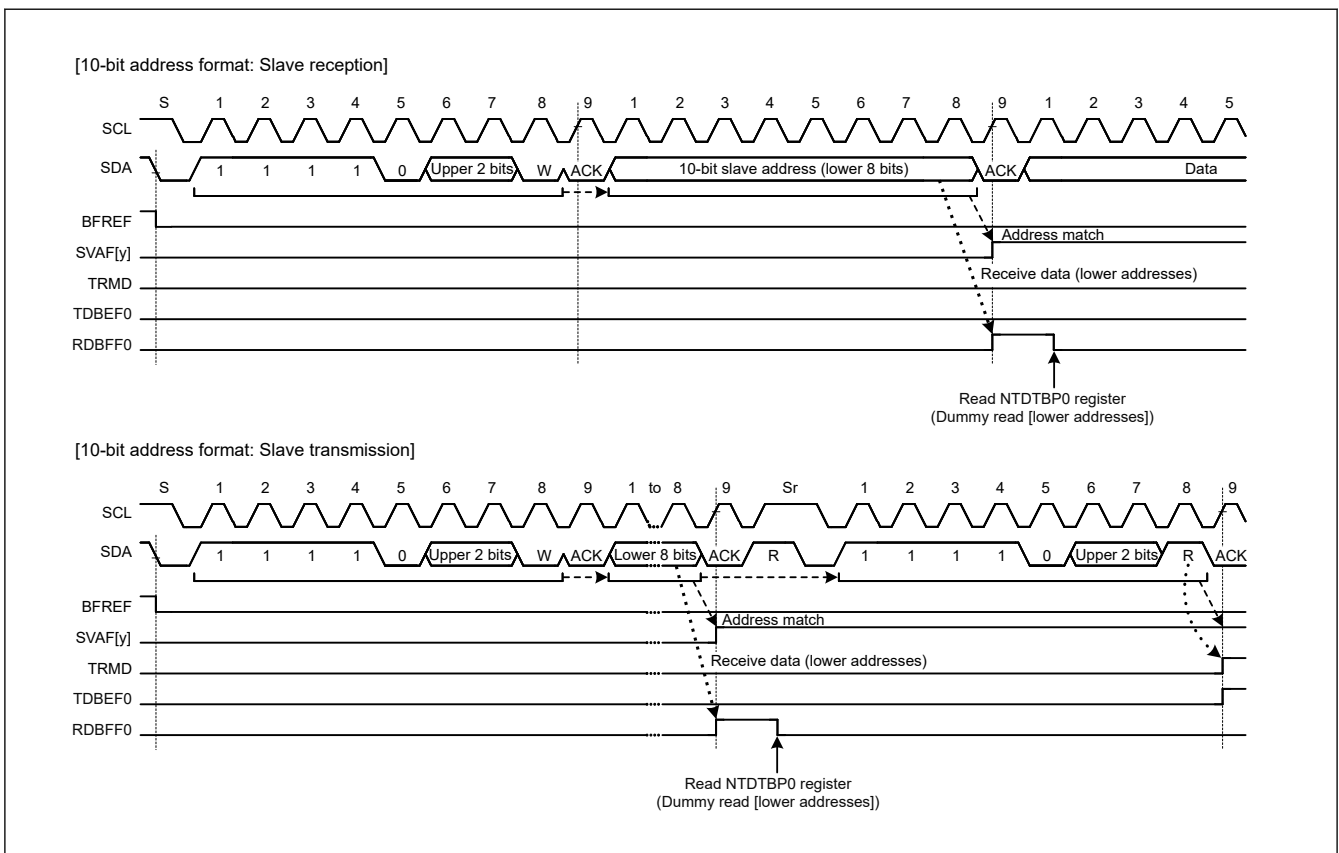 [10-bit address format: Slave reception]
S 1 2 3 4 5 6 7 8 9 1 2 3 4 5 6 7 8 9 1 2 3 4 5
SCL
SDA 1 1 1 1 0 Upper 2 bits W ACK 10-bit slave address (lower 8 bits) ACK Data
BFREF
Address match
SVAF[y]
Receive data (lower addresses)
TRMD
TDBEF0
RDBFF0
Read NTDTBP0 register
(Dummy read [lower addresses])
[10-bit address format: Slave transmission]
S 1 2 3 4 5 6 7 8 9 1 to 8 9 Sr 1 2 3 4 5 6 7 8 9
SCL
SDA 1 1 1 1 0 Upper 2 bits W ACK Lower 8 bits ACK R 1 1 1 1 0 Upper 2 bits R ACK
BFREF
Address match
SVAF[y]
Receive data (lower addresses)
TRMD
TDBEF0
RDBFF0
Read NTDTBP0 register
(Dummy read [lower addresses])